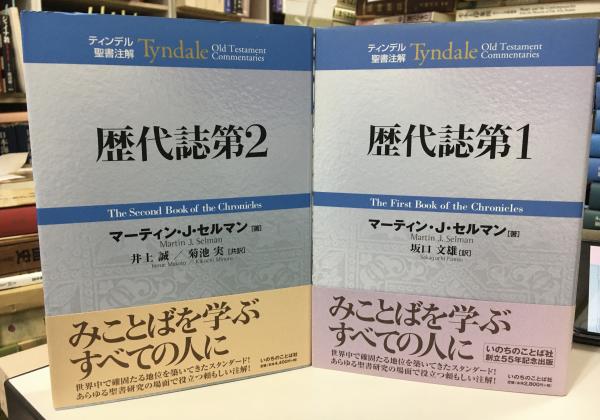 ティンデル
聖書注解
Tyndale
Old Testament
Commentaries
歴代誌第2
The Second Book of the Chronicles
マーティン・J・セルマン[著]
Martin J. Selman
井上 誠／菊池 実[共訳]
Inoue Makoto / Kikuchi Minoru
みことばを学ぶ
すべての人に
世界中で確固たる地位を築いてきたスタンダード!
あらゆる聖書研究の場面で役立つ頼もしい注解!
いのちのことば社
ティンデル
聖書注解
Tyndale
Old Testament
Commentaries
歴代誌第1
The First Book of the Chronicles
マーティン・J・セルマン[著]
Martin J. Selman
坂口 文雄[訳]
Sakaguchi Fumio
みことばを学ぶ
すべての人に
いのちのことば社
創立55年記念出版
世界中で確固たる地位を築いてきたスタンダード!
あらゆる聖書研究の場面で役立つ頼もしい注解!
いのちのことば社